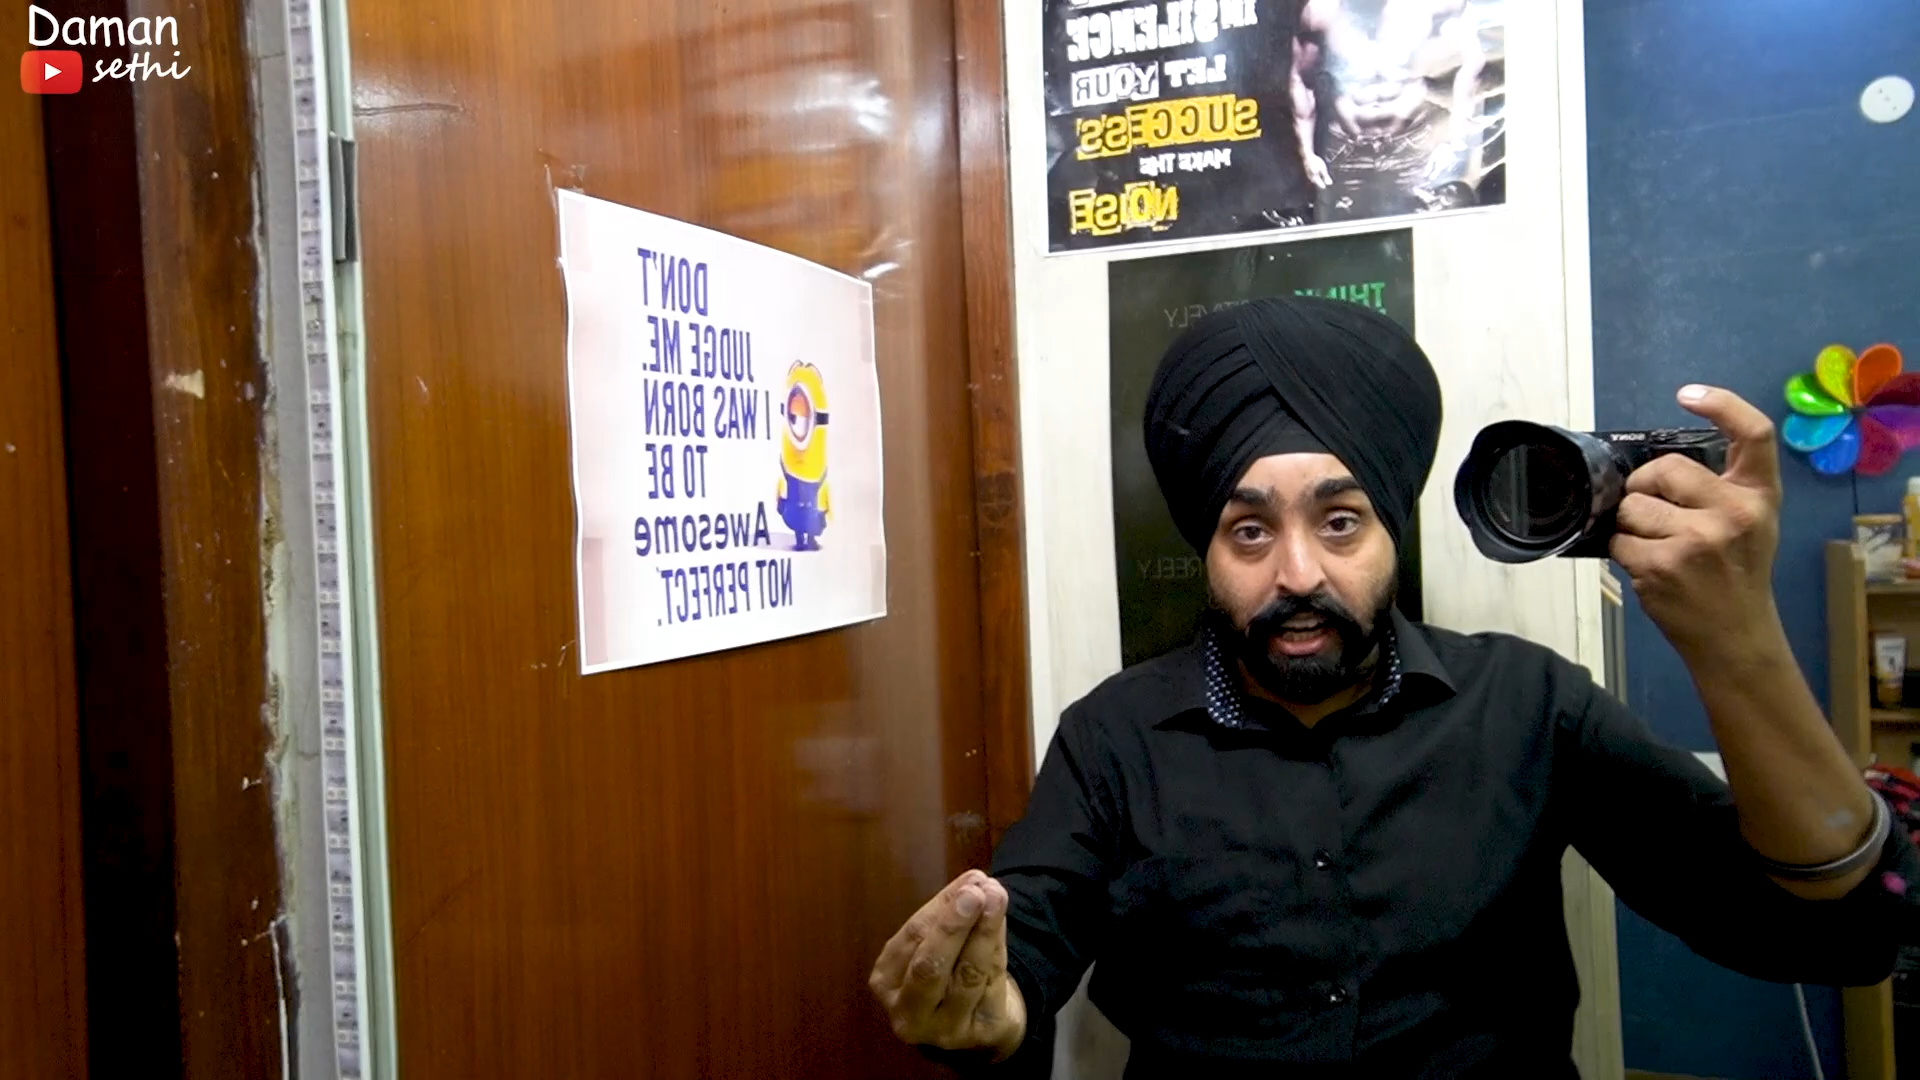 Daman
sethi
IN SILENCE
LET YOUR
SUCCESS
MAKE THE
NOISE
DON'T
JUDGE ME.
I WAS BORN
TO BE
Awesome
NOT PERFECT.
THINK
SONY